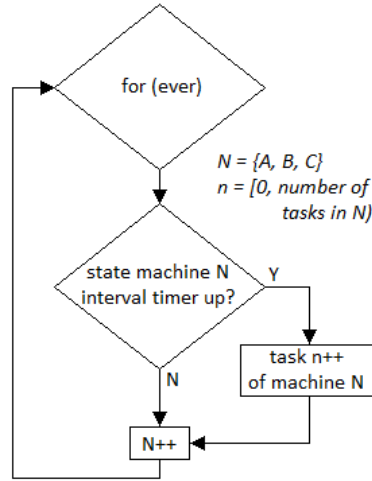 for (ever)
N = {A, B, C}
n = [0, number of
tasks in N)
state machine N
interval timer up?
Y
task n++
of machine N
N
N++